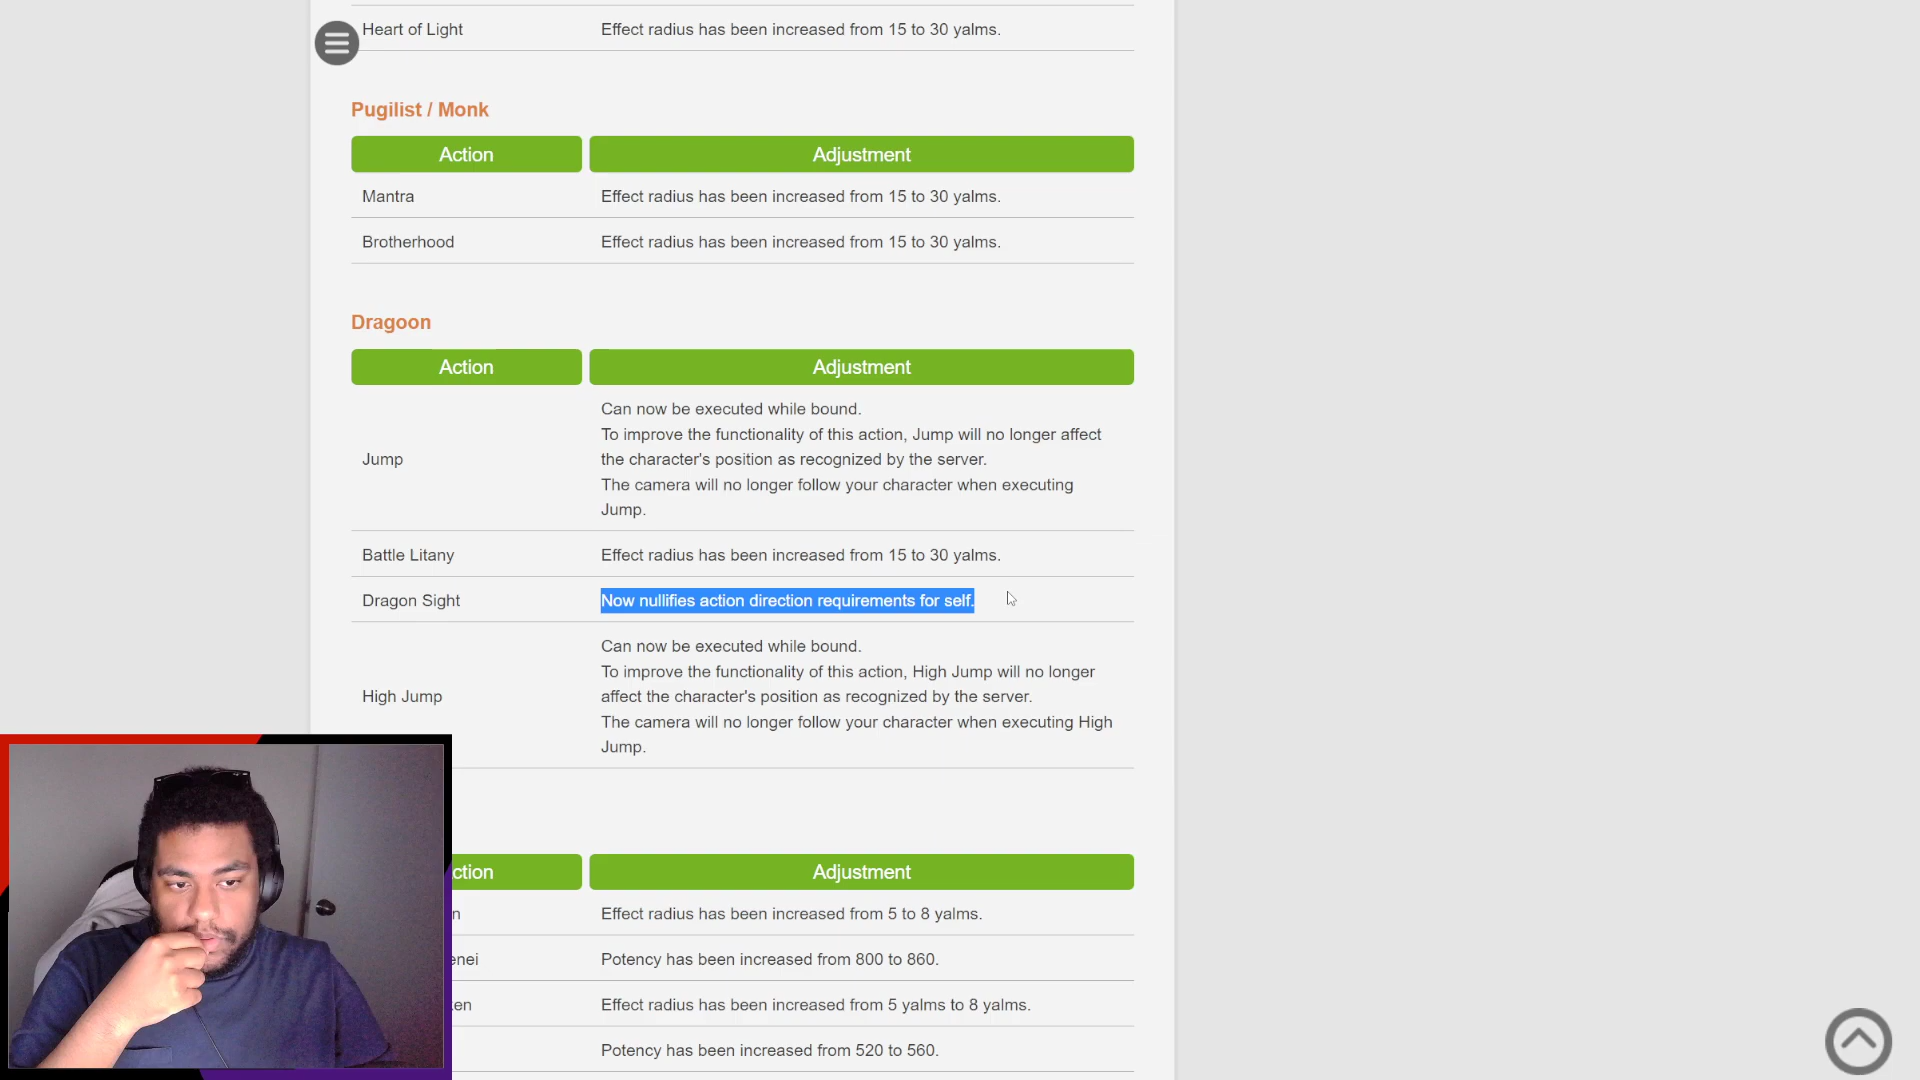 Heart of Light Effect radius has been increased from 15 to 30 yalms.
Pugilist / Monk
Action Adjustment
Mantra Effect radius has been increased from 15 to 30 yalms.
Brotherhood Effect radius has been increased from 15 to 30 yalms.
Dragoon
Action Adjustment
Can now be executed while bound.
To improve the functionality of this action, Jump will no longer affect
Jump the character's position as recognized by the server.
The camera will no longer follow your character when executing
Jump.
Battle Litany Effect radius has been increased from 15 to 30 yalms.
Dragon Sight Now nullifies action direction requirements for self.
Can now be executed while bound.
To improve the functionality of this action, High Jump will no longer
High Jump affect the character's position as recognized by the server.
The camera will no longer follow your character when executing High
Jump.
ction Adjustment
n Effect radius has been increased from 5 to 8 yalms.
enei Potency has been increased from 800 to 860.
ken Effect radius has been increased from 5 yalms to 8 yalms.
Potency has been increased from 520 to 560.